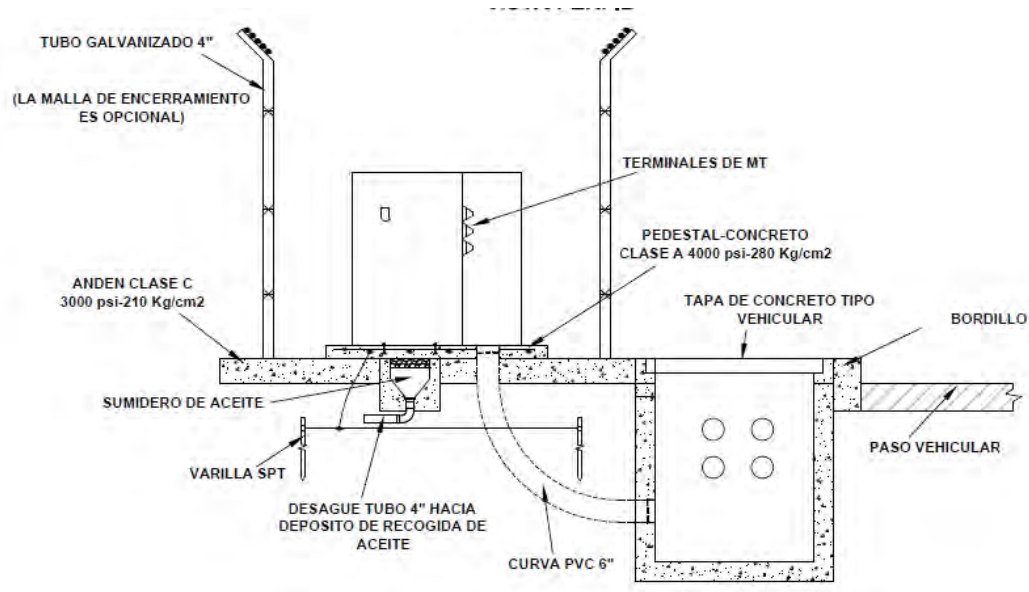 TUBO GALVANIZADO 4"
(LA MALLA DE ENCERRAMIENTO
ES OPCIONAL)
TERMINALES DE MT
PEDESTAL-CONCRETO
CLASE A 4000 psi-280 Kg/cm2
ANDEN CLASE C
3000 psi-210 Kg/cm2
TAPA DE CONCRETO TIPO
VEHICULAR
BORDILLO
SUMIDERO DE ACEITE
PASO VEHICULAR
VARILLA SPT
DESAGUE TUBO 4" HACIA
DEPOSITO DE RECOGIDA DE
ACEITE
CURVA PVC 6"